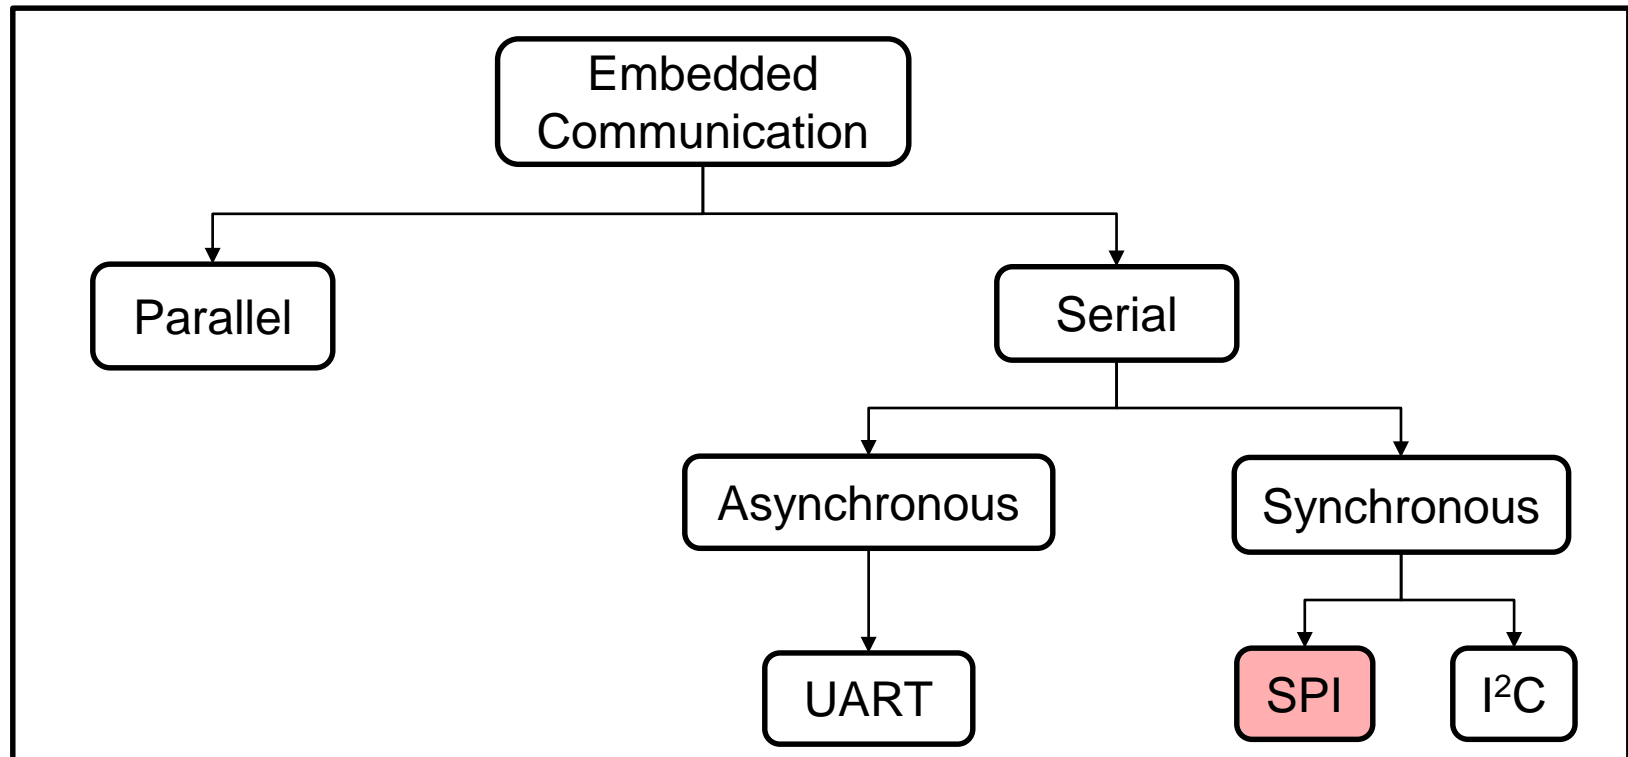 Embedded
Communication
Parallel
Serial
Asynchronous
Synchronous
UART
SPI
I²C